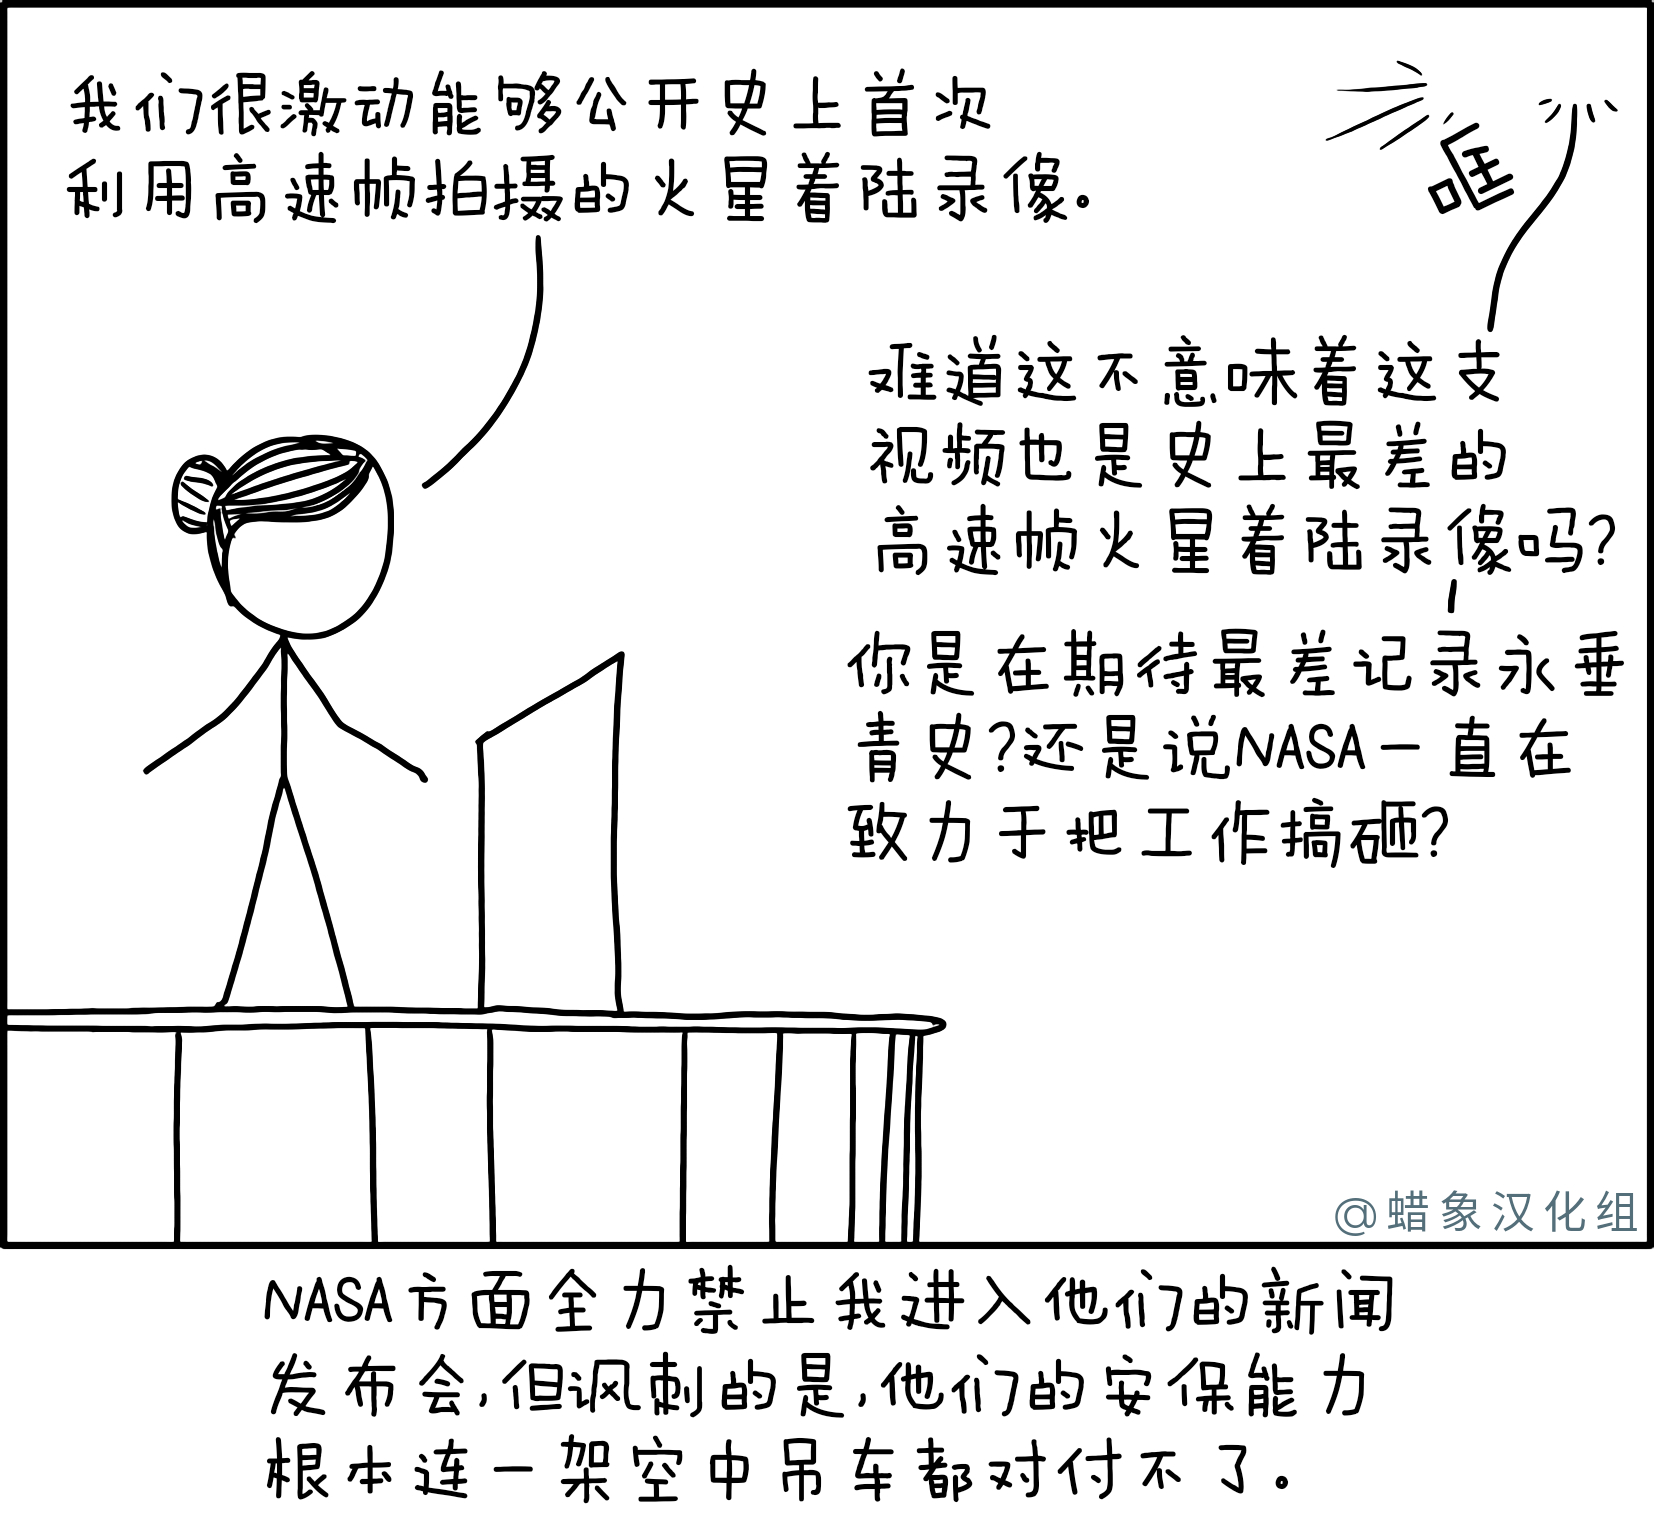 我们很激动能够公开史上首次
利用高速帧拍摄的火星着陆录像。
哐
难道这不意味着这支
视频也是史上最差的
高速帧火星着陆录像吗?
你是在期待最差记录永垂
青史?还是说NASA一直在
致力于把工作搞砸?
@蜡象汉化组
NASA方面全力禁止我进入他们的新闻
发布会,但讽刺的是,他们的安保能力
根本连一架空中吊车都对付不了。